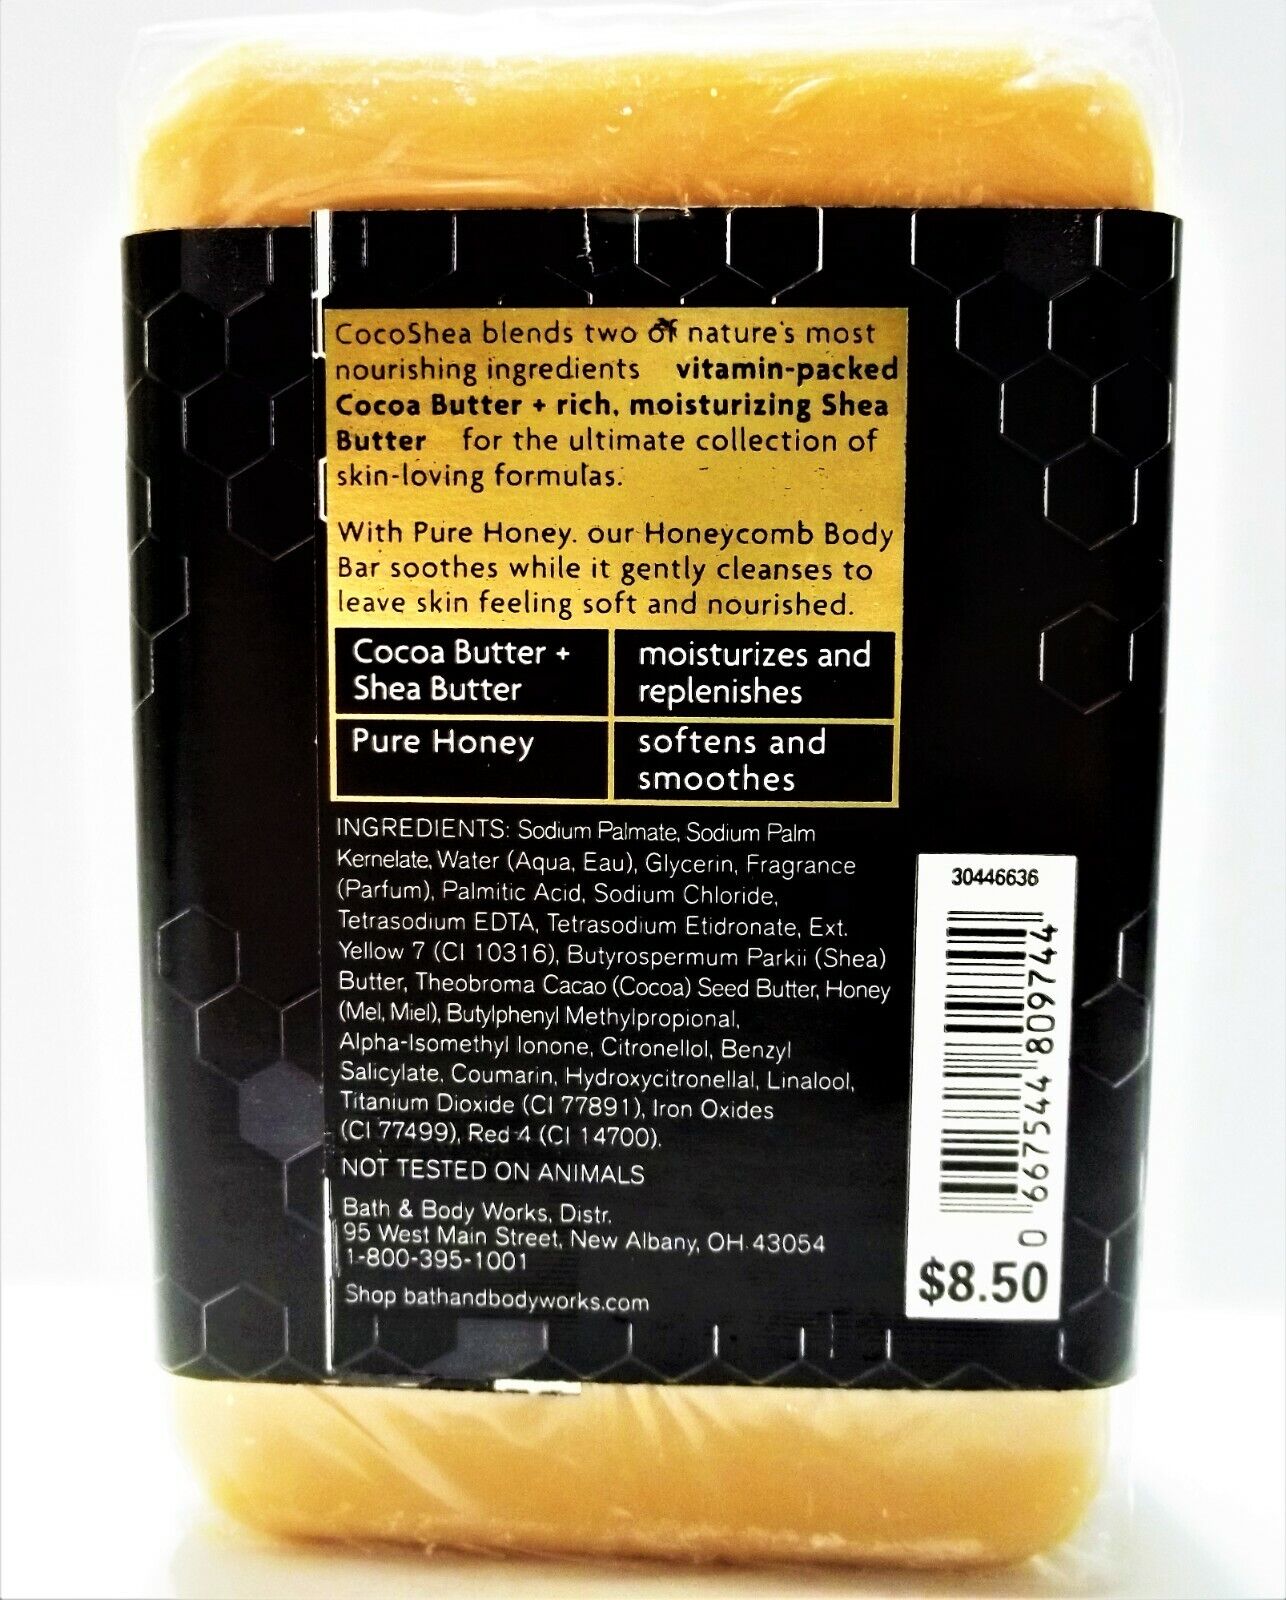 CocoShea blends two of nature's most
nourishing ingredients vitamin-packed
Cocoa Butter + rich, moisturizing Shea
Butter for the ultimate collection of
skin-loving formulas.
With Pure Honey. our Honeycomb Body
Bar soothes while it gently cleanses to
leave skin feeling soft and nourished.
Cocoa Butter +
Shea Butter
moisturizes and
replenishes
Pure Honey
softens and
smoothes
INGREDIENTS: Sodium Palmate, Sodium Palm
Kernelate, Water (Aqua, Eau), Glycerin, Fragrance
(Parfum), Palmitic Acid, Sodium Chloride,
Tetrasodium EDTA, Tetrasodium Etidronate, Ext.
Yellow 7 (CI 10316), Butyrospermum Parkii (Shea)
Butter, Theobroma Cacao (Cocoa) Seed Butter, Honey
(Mel, Miel), Butylphenyl Methylpropional,
Alpha-Isomethyl Ionone, Citronellol, Benzyl
Salicylate, Coumarin, Hydroxycitronellal, Linalool,
Titanium Dioxide (CI 77891), Iron Oxides
(CI 77499), Red 4 (CI 14700).
NOT TESTED ON ANIMALS
Bath & Body Works, Distr.
95 West Main Street, New Albany, OH 43054
1-800-395-1001
Shop bathandbodyworks.com
30446636
0 667544 809744
$8.50